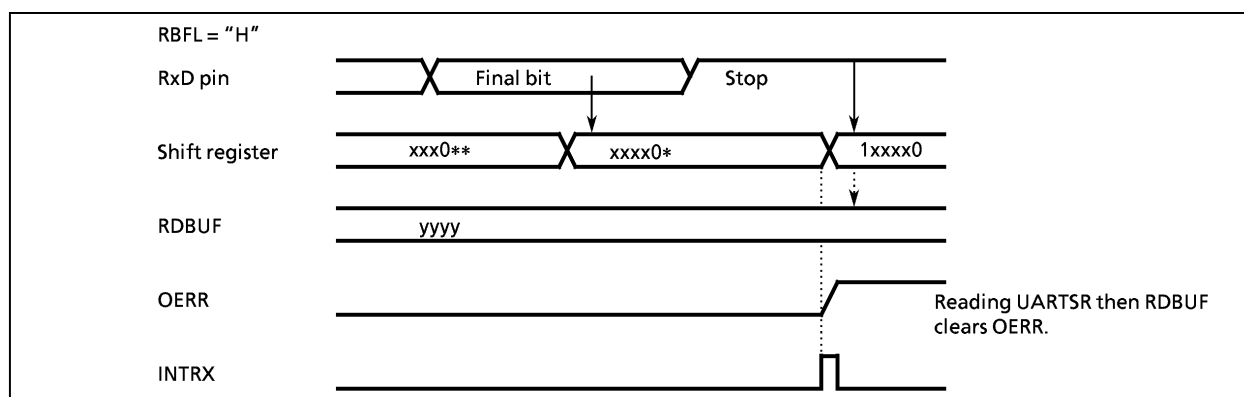 RBFL = “H”
RxD pin Final bit Stop
Shift register xxx0** xxxx0* 1xxxx0
RDBUF yyyy
OERR
Reading UARTSR then RDBUF
clears OERR.
INTRX